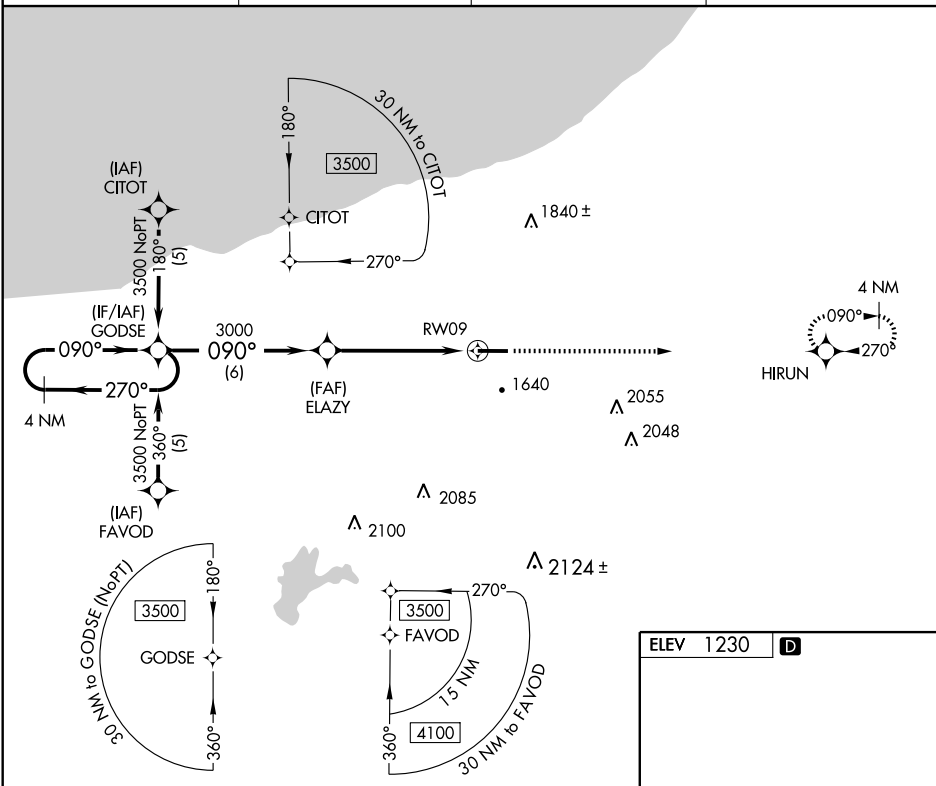 30 NM to CITOT
180°
3500
CITOT
270°
(IAF)
CITOT
3500 NoPT
180°
(5)
1840 ±
(IF/IAF)
GODSE
090°
270°
4 NM
3000
090°
(6)
(FAF)
ELAZY
RW09
4 NM
090°
270°
HIRUN
1640
2055
2048
3500 NoPT
360°
(5)
(IAF)
FAVOD
2085
2100
2124 ±
30 NM to GODSE (NoPT)
180°
3500
GODSE
360°
270°
3500
FAVOD
15 NM
4100
360°
30 NM to FAVOD
ELEV 1230 D